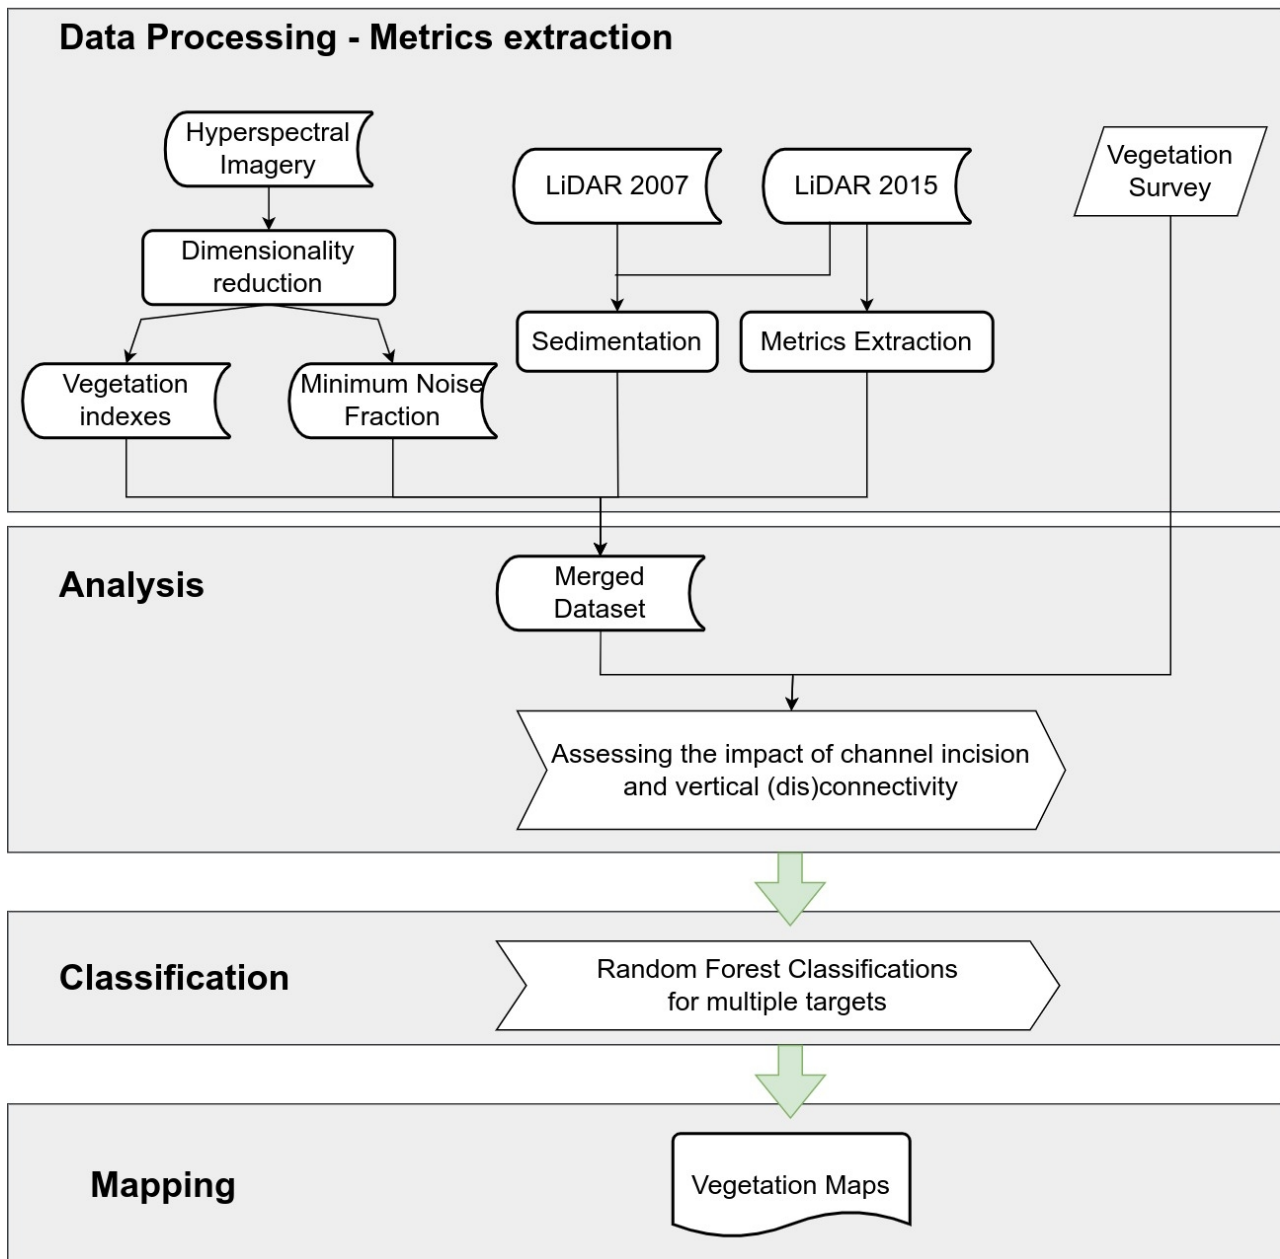 Data Processing - Metrics extraction
Hyperspectral
Imagery
LiDAR 2007
LiDAR 2015
Vegetation
Survey
Dimensionality
reduction
Sedimentation
Metrics Extraction
Vegetation
indexes
Minimum Noise
Fraction
Analysis
Merged
Dataset
Assessing the impact of channel incision
and vertical (dis)connectivity
Classification
Random Forest Classifications
for multiple targets
Mapping
Vegetation Maps